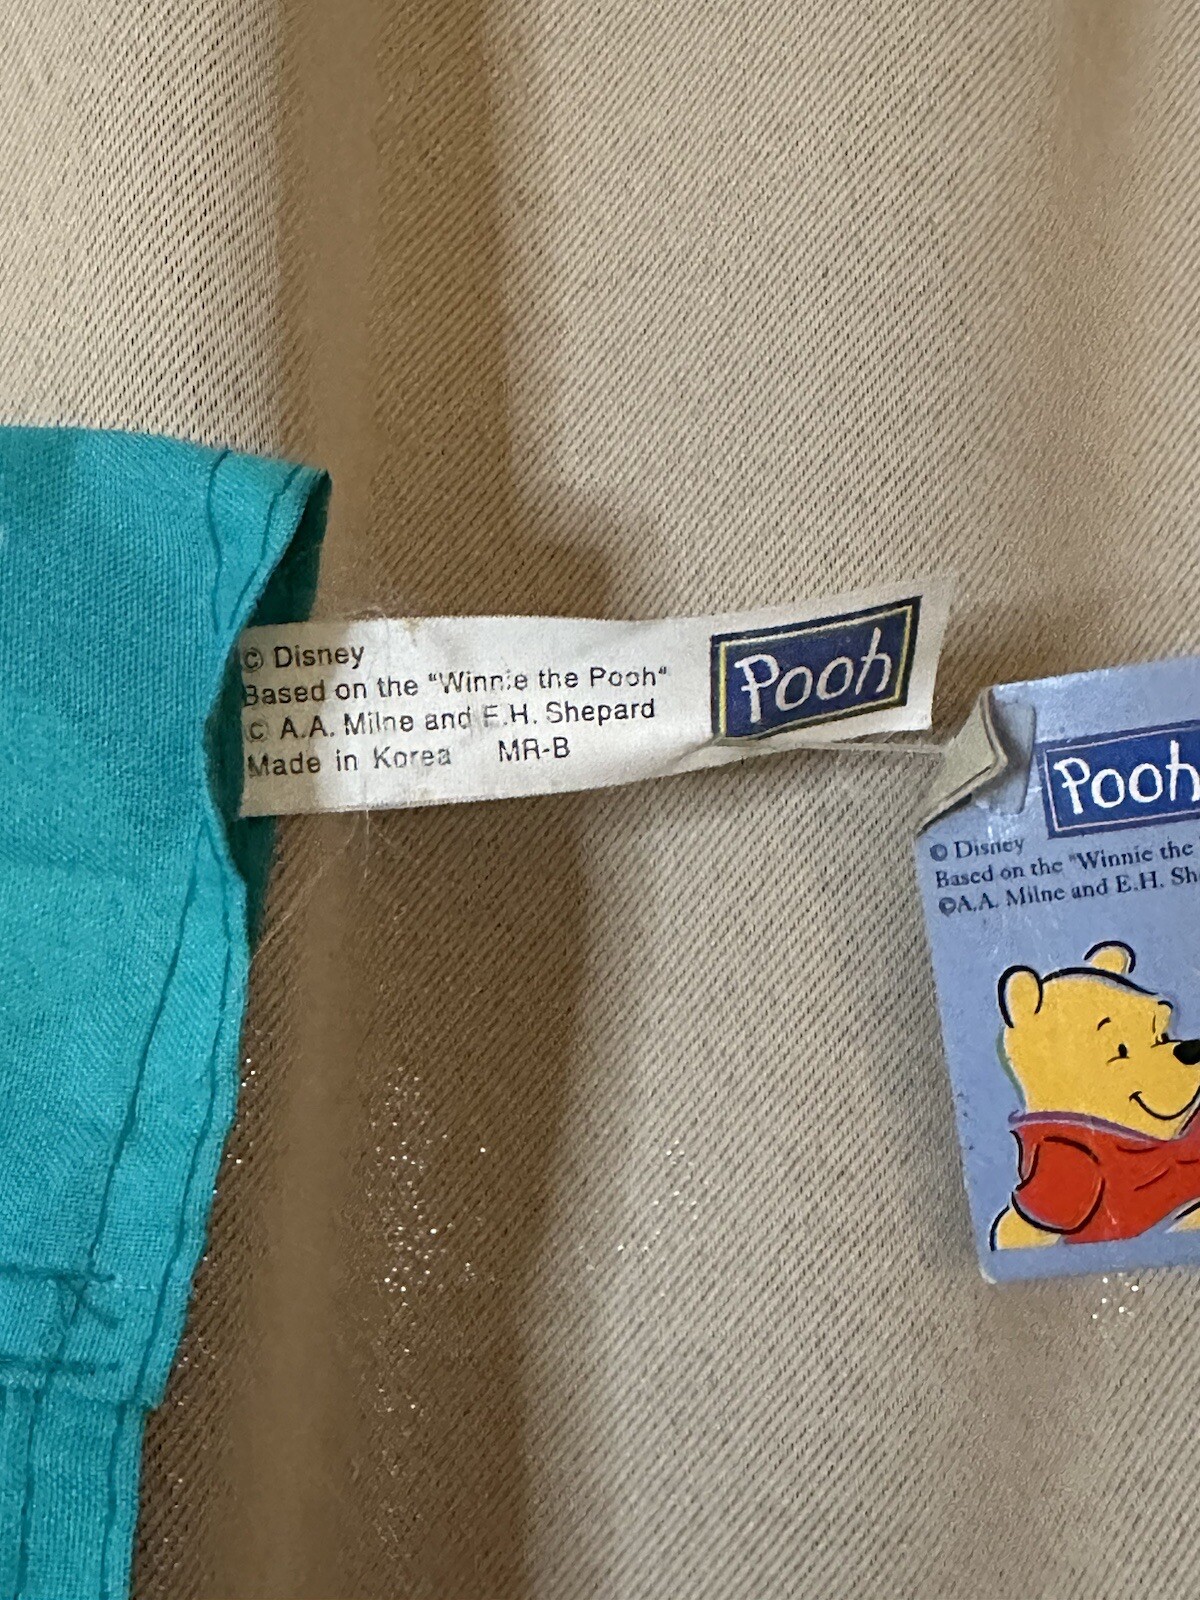 © Disney
Based on the "Winnie the Pooh"
© A.A. Milne and E.H. Shepard
Made in Korea MR-B
Pooh
Pooh
© Disney
Based on the "Winnie the
©A.A. Milne and E.H. Sh